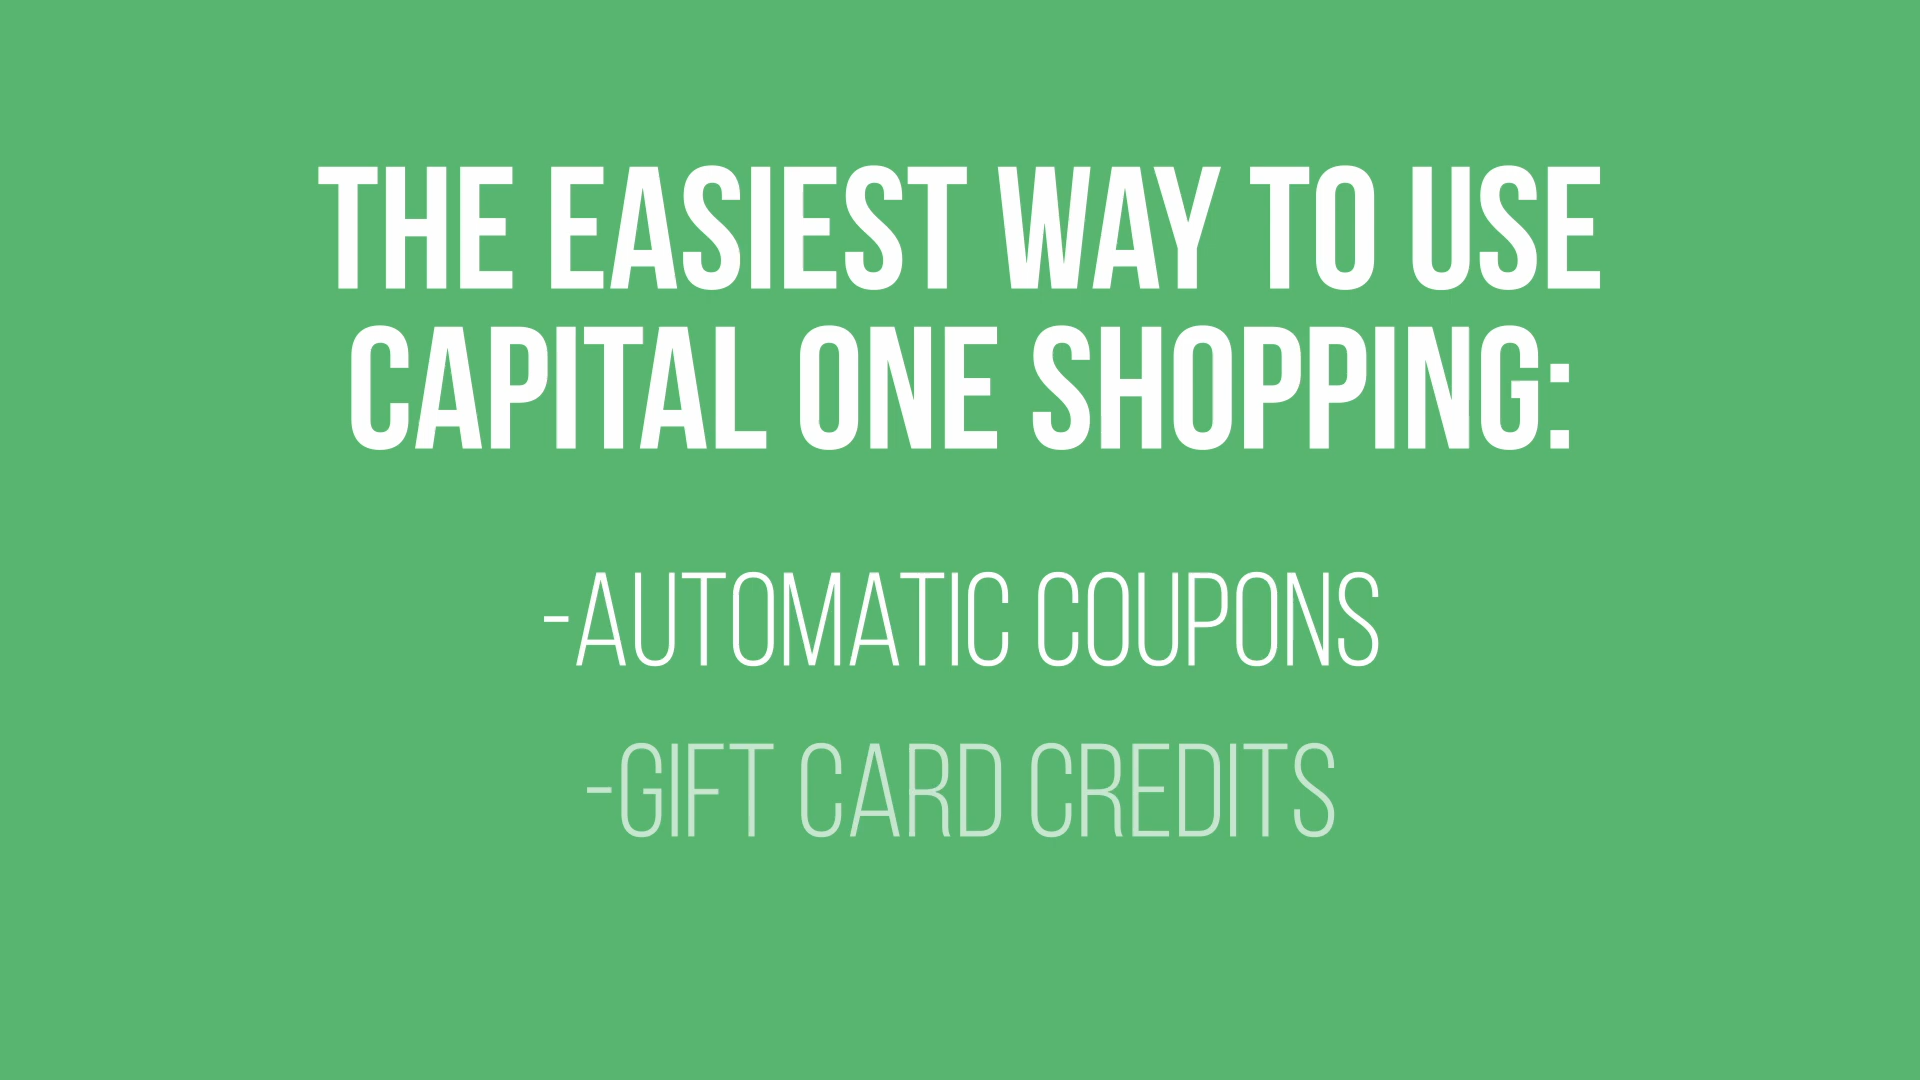 THE EASIEST WAY TO USE
CAPITAL ONE SHOPPING:
-AUTOMATIC COUPONS
-GIFT CARD CREDITS